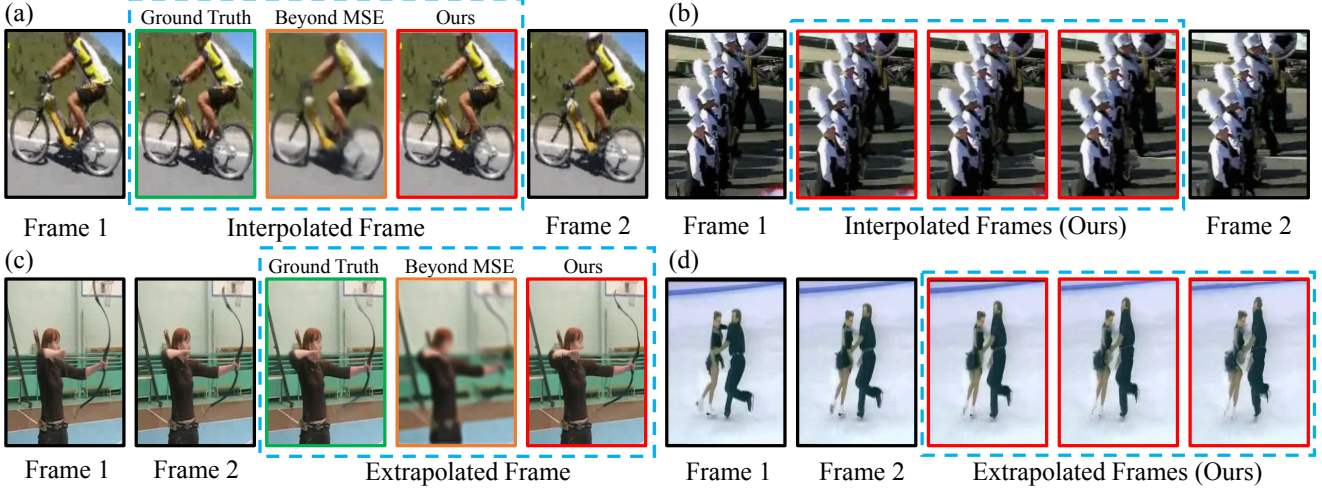 (a)
Ground Truth Beyond MSE Ours
Frame 1 Interpolated Frame Frame 2
(b)
Frame 1 Interpolated Frames (Ours) Frame 2
(c)
Ground Truth Beyond MSE Ours
Frame 1 Frame 2 Extrapolated Frame
(d)
Frame 1 Frame 2 Extrapolated Frames (Ours)